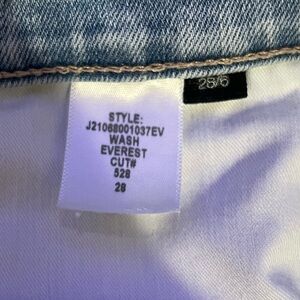 28/6
STYLE:
J21068001037EV
WASH
EVEREST
CUT#
528
28